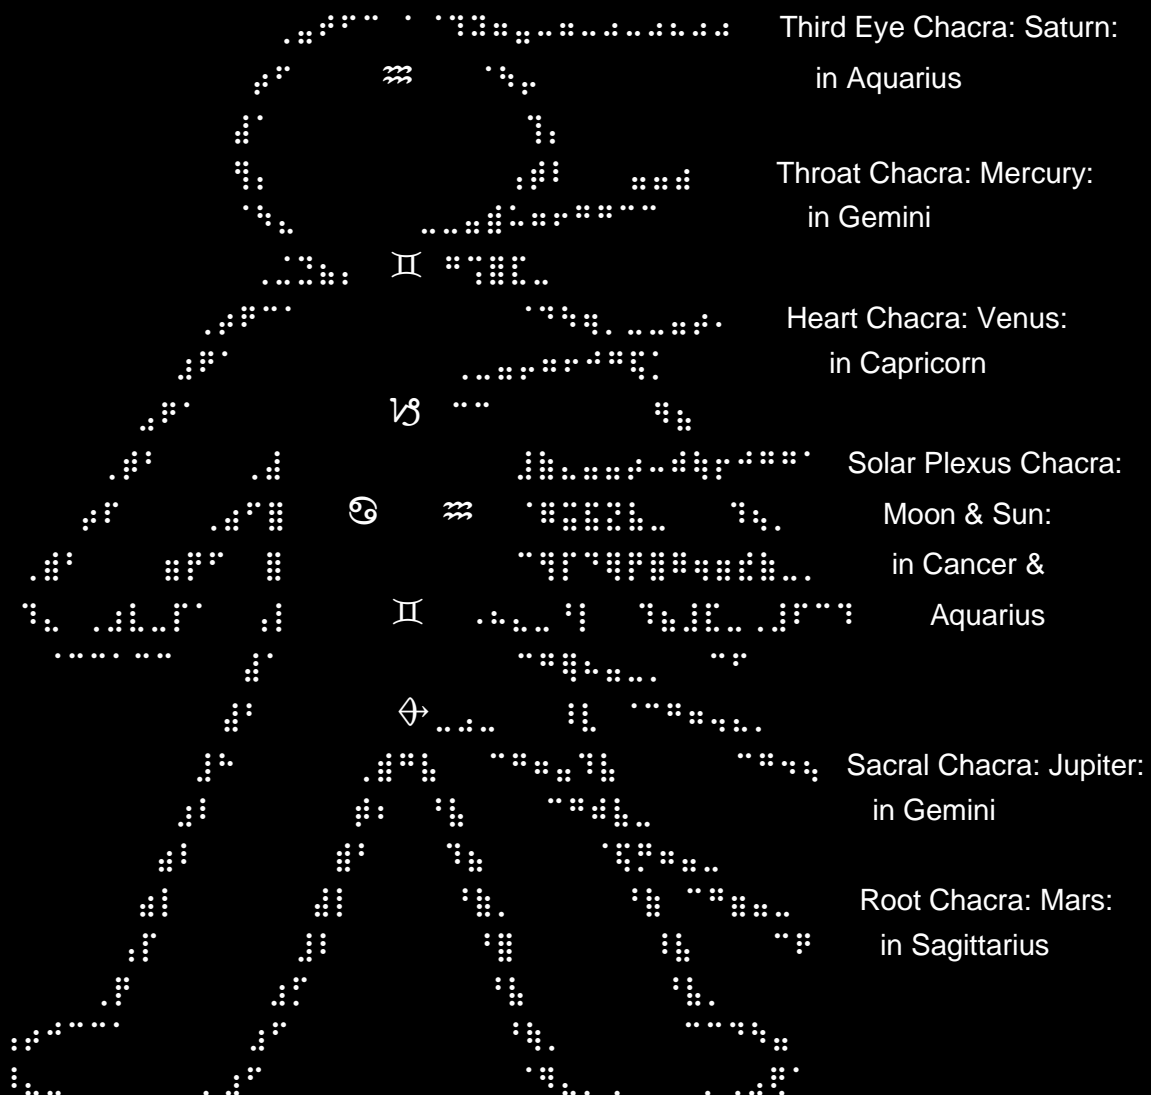 Third Eye Chacra: Saturn:
in Aquarius
♒
Throat Chacra: Mercury:
in Gemini
♊
Heart Chacra: Venus:
in Capricorn
♑
Solar Plexus Chacra:
♋ ♒ Moon & Sun:
in Cancer &
♊ Aquarius
♐
Sacral Chacra: Jupiter:
in Gemini
Root Chacra: Mars:
in Sagittarius